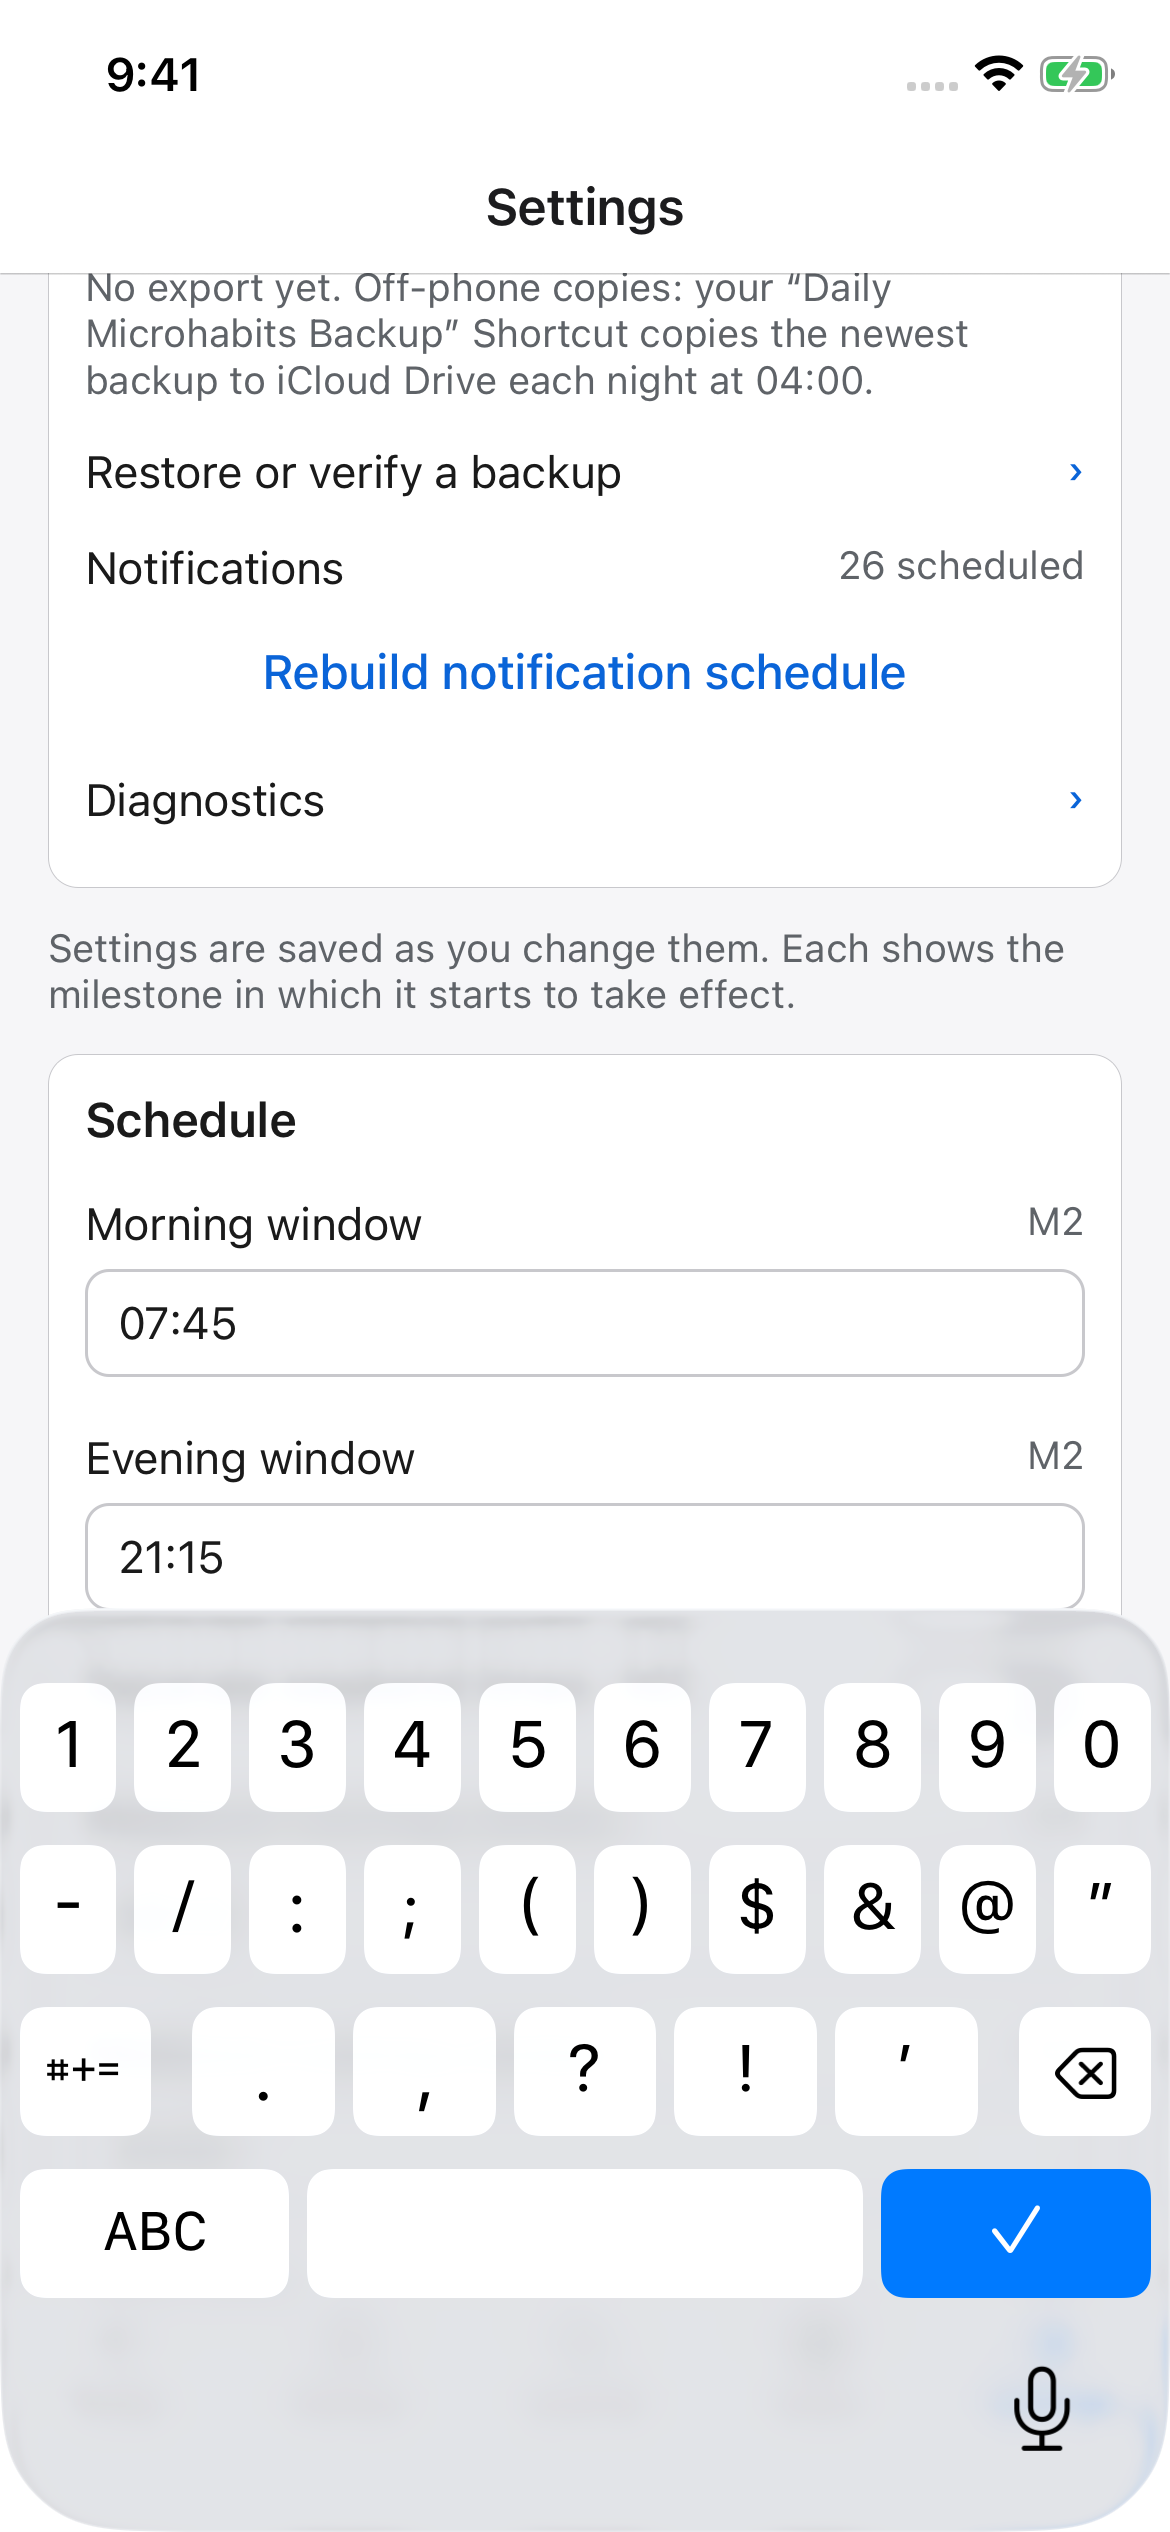 9:41
Settings
No export yet. Off-phone copies: your “Daily
Microhabits Backup” Shortcut copies the newest
backup to iCloud Drive each night at 04:00.
Restore or verify a backup ›
Notifications 26 scheduled
Rebuild notification schedule
Diagnostics ›
Settings are saved as you change them. Each shows the
milestone in which it starts to take effect.
Schedule
Morning window M2
07:45
Evening window M2
21:15
1 2 3 4 5 6 7 8 9 0
- / : ; ( ) $ & @ "
#+= . , ? ! '
ABC